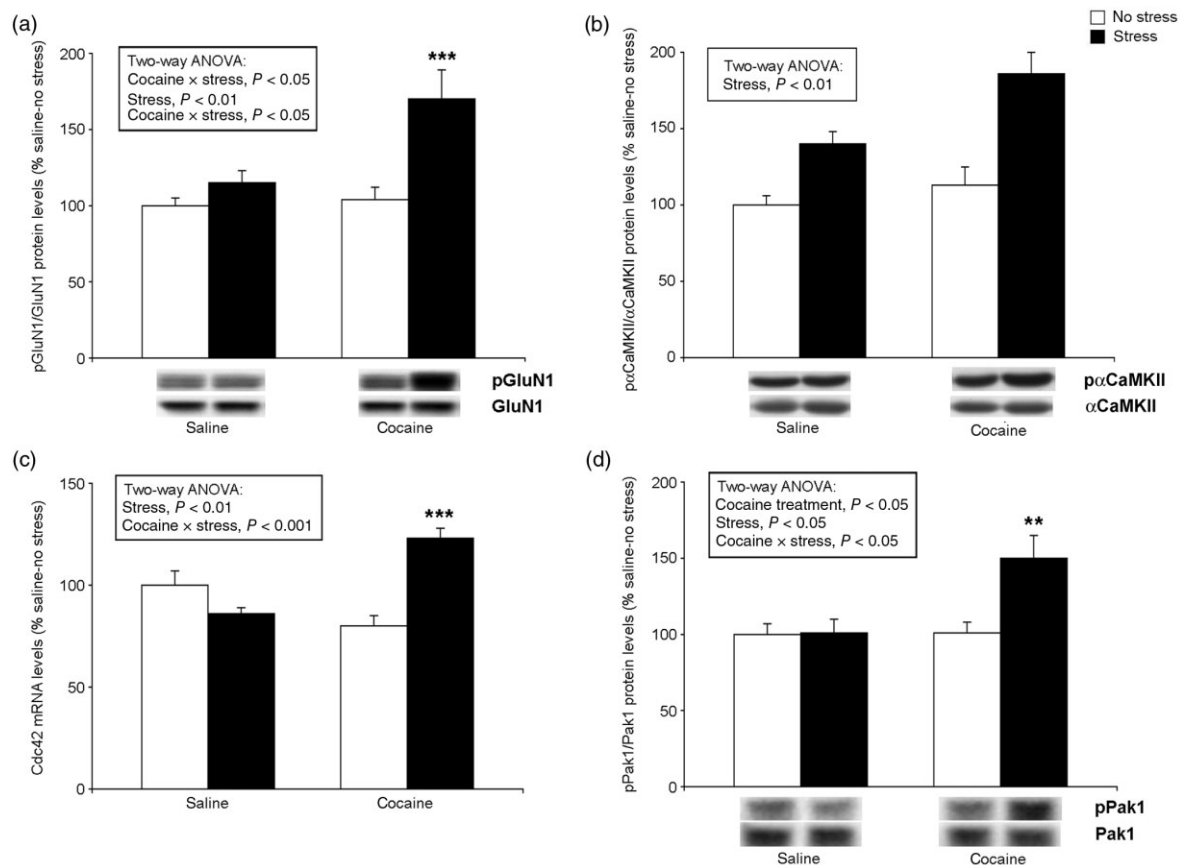 (a)
200
150
100
50
0
pGluN1/GluN1 protein levels (% saline-no stress)
Two-way ANOVA:
Cocaine × stress, P < 0.05
Stress, P < 0.01
Cocaine × stress, P < 0.05
***
pGluN1
GluN1
Saline
Cocaine
(b)
No stress
Stress
200
150
100
50
0
pαCaMKII/αCaMKII protein levels (% saline-no stress)
Two-way ANOVA:
Stress, P < 0.01
pαCaMKII
αCaMKII
Saline
Cocaine
(c)
150
100
50
0
Cdc42 mRNA levels (% saline-no stress)
Two-way ANOVA:
Stress, P < 0.01
Cocaine × stress, P < 0.001
***
Saline
Cocaine
(d)
200
150
100
50
0
pPak1/Pak1 protein levels (% saline-no stress)
Two-way ANOVA:
Cocaine treatment, P < 0.05
Stress, P < 0.05
Cocaine × stress, P < 0.05
**
pPak1
Pak1
Saline
Cocaine